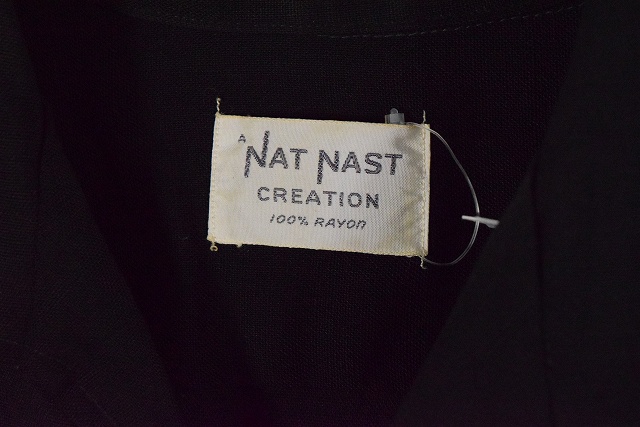 A
NAT NAST
CREATION
100% RAYON